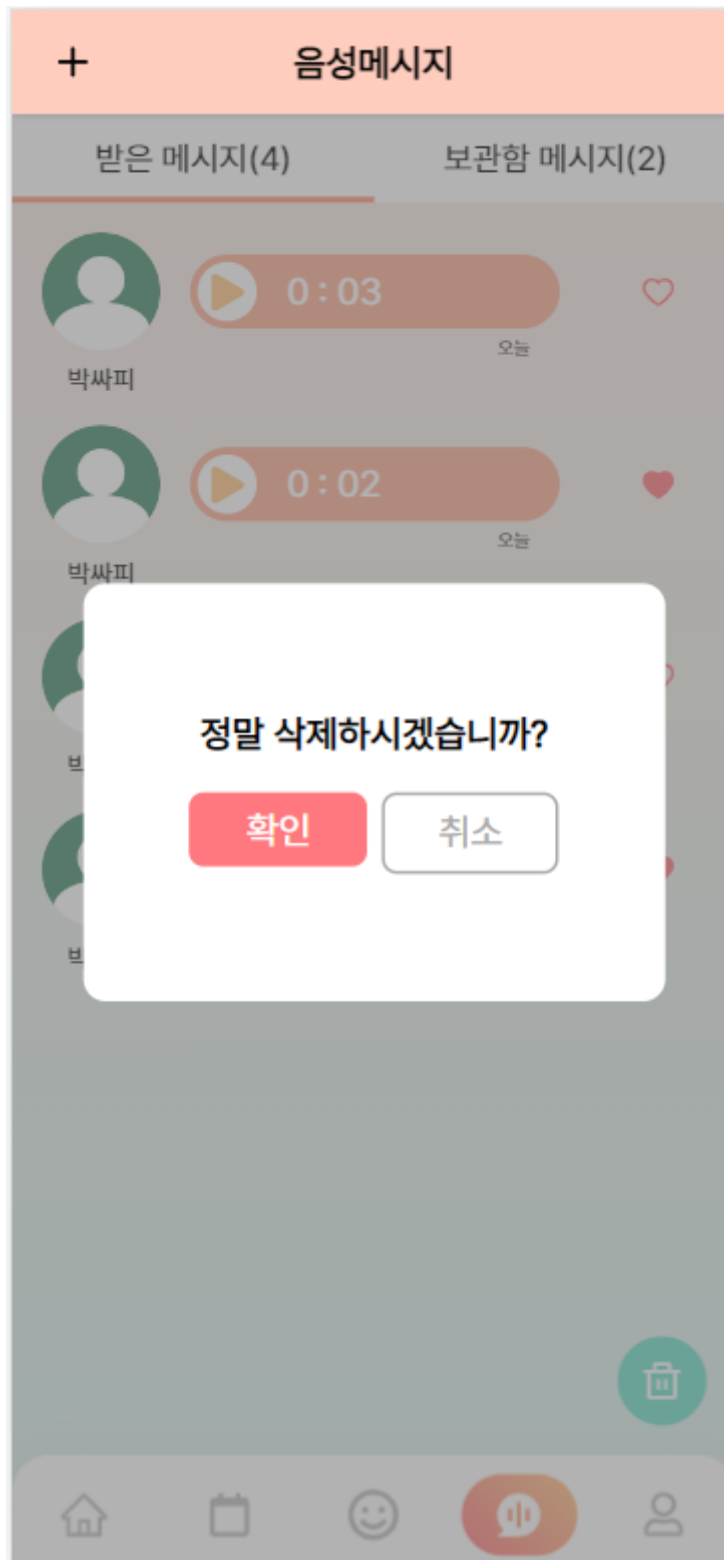 음성메시지
받은 메시지(4) 보관함 메시지(2)
0 : 03
오늘
박싸피
0 : 02
오늘
박싸피
정말 삭제하시겠습니까?
확인 취소